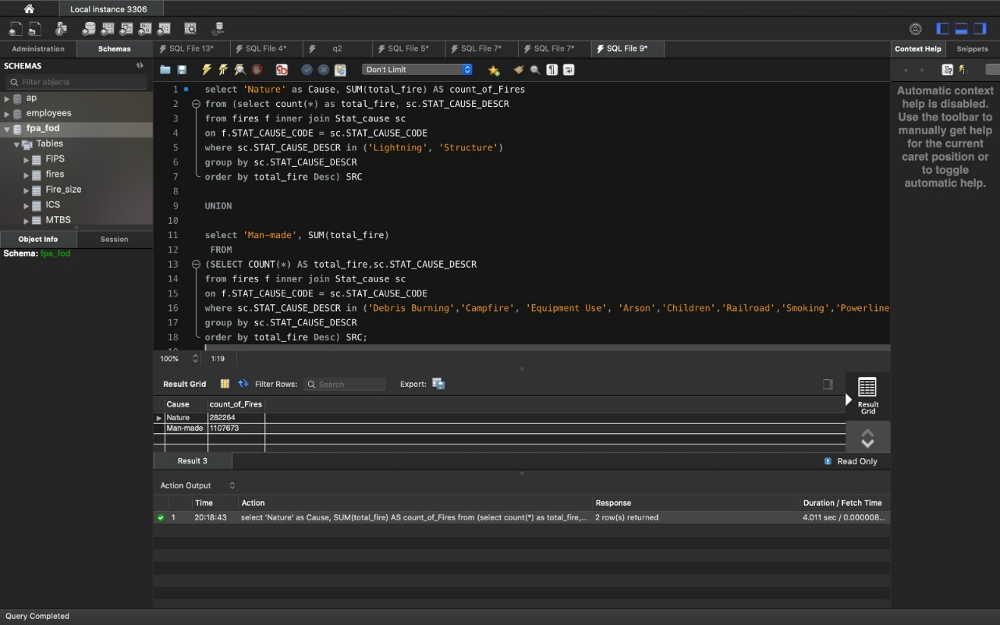 Local instance 3306
Administration Schemas
SQL File 13* SQL File 4* q2 SQL File 5* SQL File 7* SQL File 7* SQL File 9*
Context Help Snippets
SCHEMAS
Filter objects
ap
employees
fpa_fod
Tables
FIPS
fires
Fire_size
ICS
MTBS
Object Info Session
Schema: fpa_fod
Don't Limit
1 select 'Nature' as Cause, SUM(total_fire) AS count_of_Fires
2 from (select count(*) as total_fire, sc.STAT_CAUSE_DESCR
3 from fires f inner join Stat_cause sc
4 on f.STAT_CAUSE_CODE = sc.STAT_CAUSE_CODE
5 where sc.STAT_CAUSE_DESCR in ('Lightning', 'Structure')
6 group by sc.STAT_CAUSE_DESCR
7 order by total_fire Desc) SRC
8
9 UNION
10
11 select 'Man-made', SUM(total_fire)
12 FROM
13 (SELECT COUNT(*) AS total_fire,sc.STAT_CAUSE_DESCR
14 from fires f inner join Stat_cause sc
15 on f.STAT_CAUSE_CODE = sc.STAT_CAUSE_CODE
16 where sc.STAT_CAUSE_DESCR in ('Debris Burning','Campfire', 'Equipment Use', 'Arson','Children','Railroad','Smoking','Powerline
17 group by sc.STAT_CAUSE_DESCR
18 order by total_fire Desc) SRC;
19
100% 1:19
Automatic context
help is disabled.
Use the toolbar to
manually get help
for the current
caret position or
to toggle
automatic help.
Result Grid Filter Rows: Search Export:
Cause count_of_Fires
Nature 282264
Man-made 1107673
Result
Grid
Result 3 Read Only
Action Output
Time Action Response Duration / Fetch Time
1 20:18:43 select 'Nature' as Cause, SUM(total_fire) AS count_of_Fires from (select count(*) as total_fire,... 2 row(s) returned 4.011 sec / 0.000008...
Query Completed